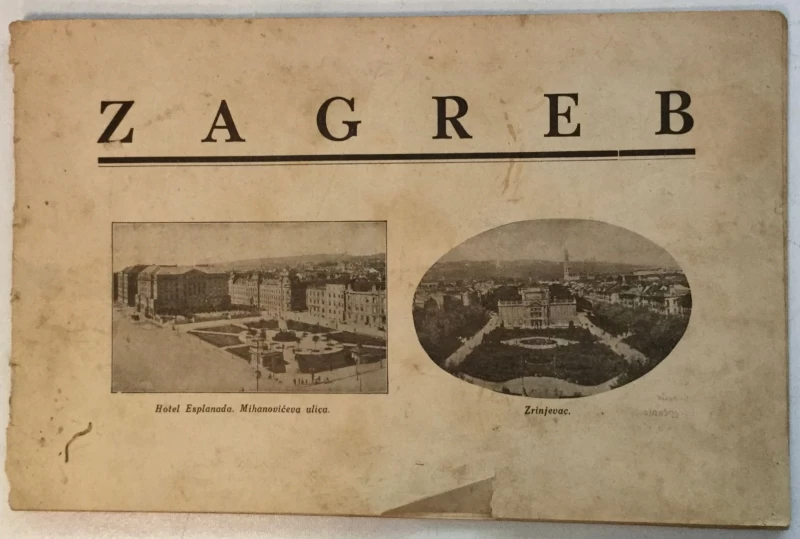 ZAGREB
Hotel Esplanada. Mihanovićeva ulica.
Zrinjevac.